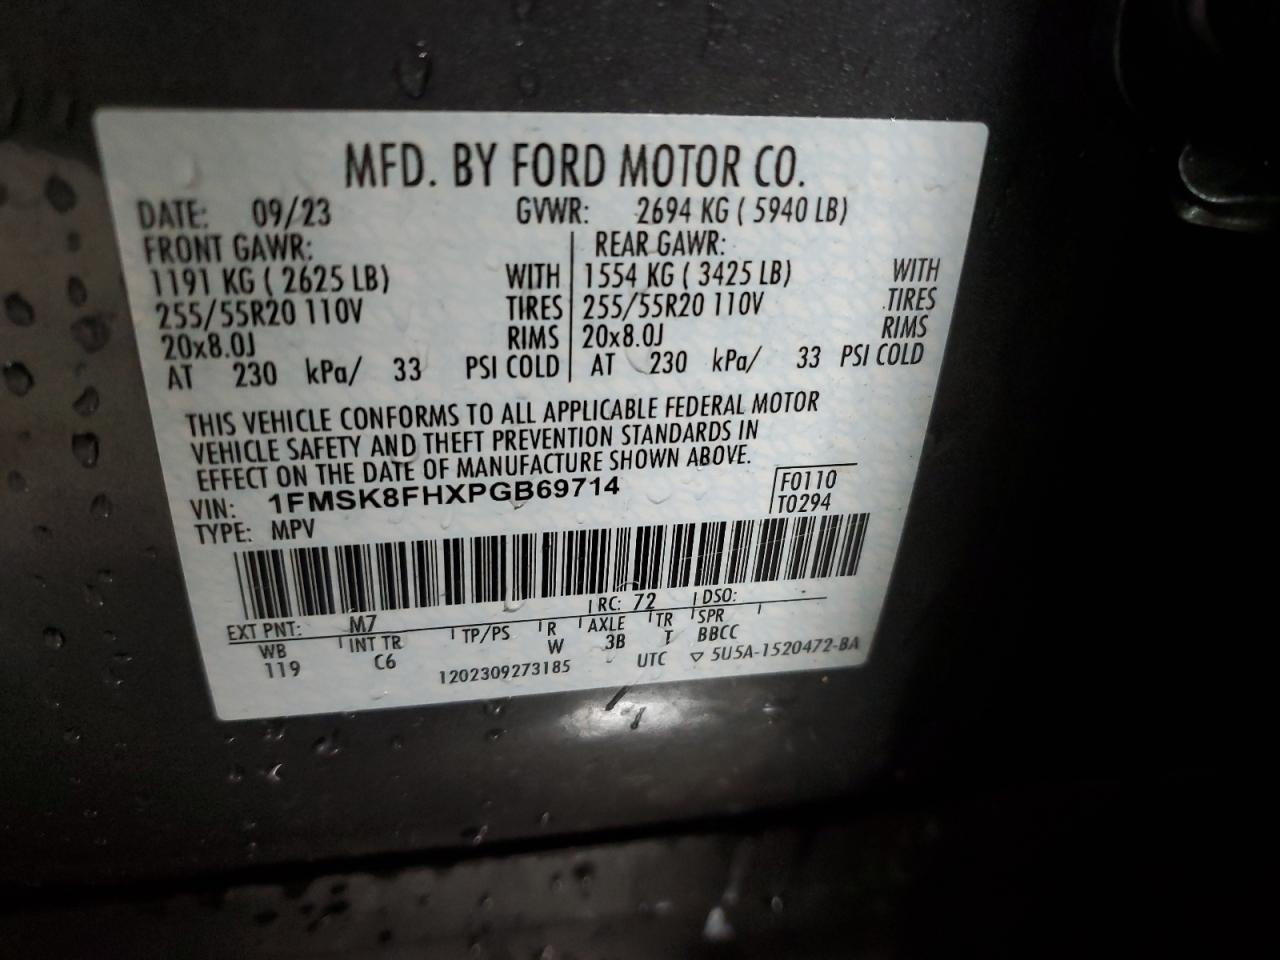 MFD. BY FORD MOTOR CO.
DATE: 09/23 GVWR: 2694 KG ( 5940 LB)
FRONT GAWR: REAR GAWR:
1191 KG ( 2625 LB) WITH 1554 KG ( 3425 LB) WITH
255/55R20 110V TIRES 255/55R20 110V TIRES
20x8.0J RIMS 20x8.0J RIMS
AT 230 kPa/ 33 PSI COLD AT 230 kPa/ 33 PSI COLD
THIS VEHICLE CONFORMS TO ALL APPLICABLE FEDERAL MOTOR
VEHICLE SAFETY AND THEFT PREVENTION STANDARDS IN
EFFECT ON THE DATE OF MANUFACTURE SHOWN ABOVE.
VIN: 1FMSK8FHXPGB69714 F0110
TYPE: MPV T0294
EXT PNT: M7 RC: 72 DSO:
WB INT TR TP/PS R AXLE TR SPR
119 C6 W 3B T BBCC
1202309273185 UTC ▽ 5U5A-1520472-BA